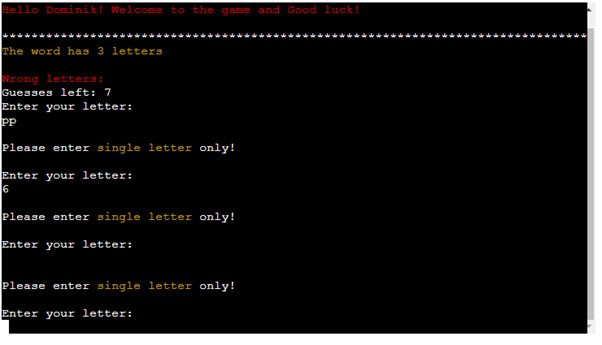 Hello Dominik! Welcome to the game and Good luck!
********************************************************************************
The word has 3 letters
Wrong letters:
Guesses left: 7
Enter your letter:
pp
Please enter single letter only!
Enter your letter:
6
Please enter single letter only!
Enter your letter:
Please enter single letter only!
Enter your letter: